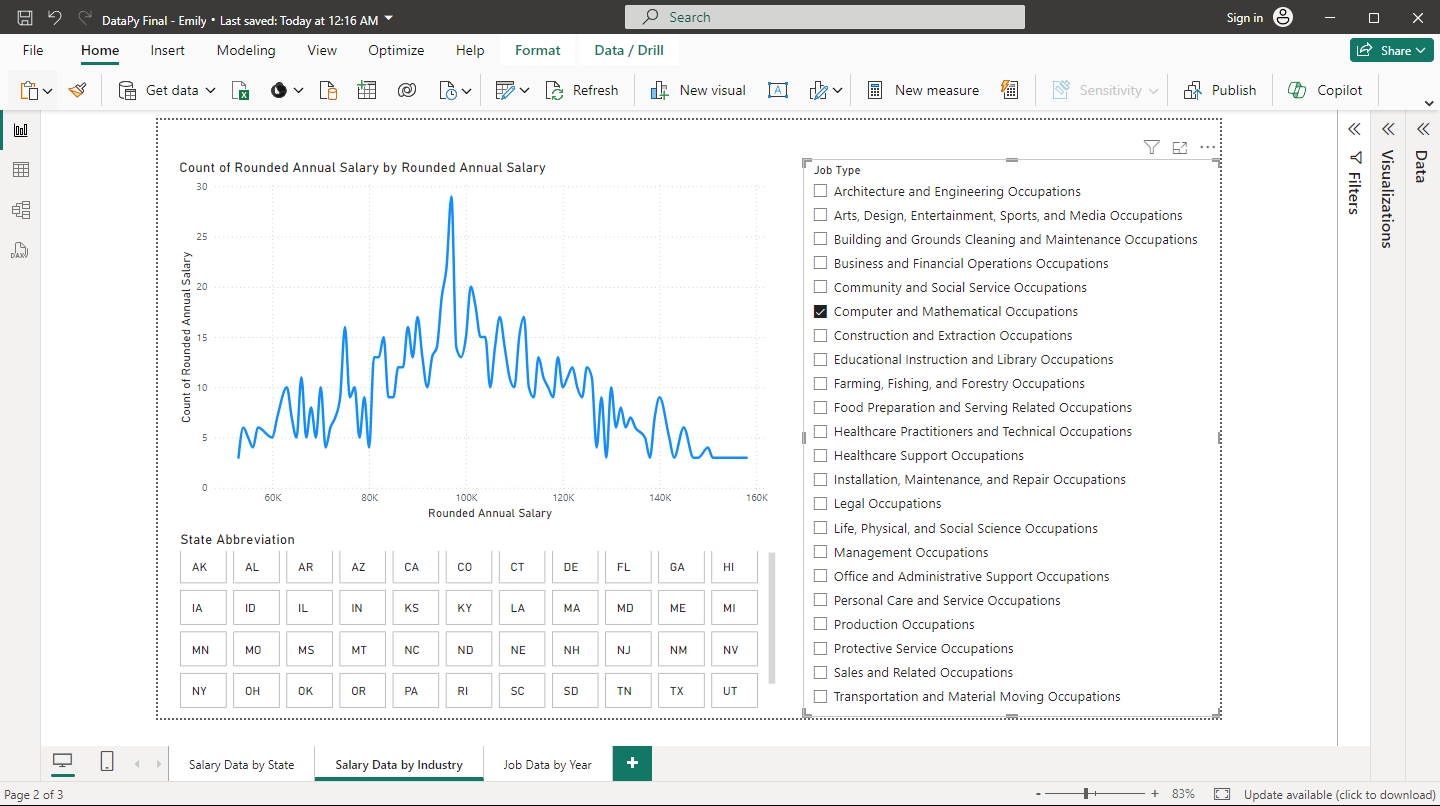 DataPy Final - Emily • Last saved: Today at 12:16 AM
Search
Sign in
File Home Insert Modeling View Optimize Help Format Data / Drill
Share
Get data
Refresh
New visual
New measure
Sensitivity
Publish
Copilot
Count of Rounded Annual Salary by Rounded Annual Salary
Count of Rounded Annual Salary
30
25
20
15
10
5
0
60K 80K 100K 120K 140K 160K
Rounded Annual Salary
State Abbreviation
AK AL AR AZ CA CO CT DE FL GA HI
IA ID IL IN KS KY LA MA MD ME MI
MN MO MS MT NC ND NE NH NJ NM NV
NY OH OK OR PA RI SC SD TN TX UT
Job Type
Architecture and Engineering Occupations
Arts, Design, Entertainment, Sports, and Media Occupations
Building and Grounds Cleaning and Maintenance Occupations
Business and Financial Operations Occupations
Community and Social Service Occupations
Computer and Mathematical Occupations
Construction and Extraction Occupations
Educational Instruction and Library Occupations
Farming, Fishing, and Forestry Occupations
Food Preparation and Serving Related Occupations
Healthcare Practitioners and Technical Occupations
Healthcare Support Occupations
Installation, Maintenance, and Repair Occupations
Legal Occupations
Life, Physical, and Social Science Occupations
Management Occupations
Office and Administrative Support Occupations
Personal Care and Service Occupations
Production Occupations
Protective Service Occupations
Sales and Related Occupations
Transportation and Material Moving Occupations
Filters
Visualizations
Data
DAX
Salary Data by State
Salary Data by Industry
Job Data by Year
+
Page 2 of 3
- + 83%
Update available (click to download)